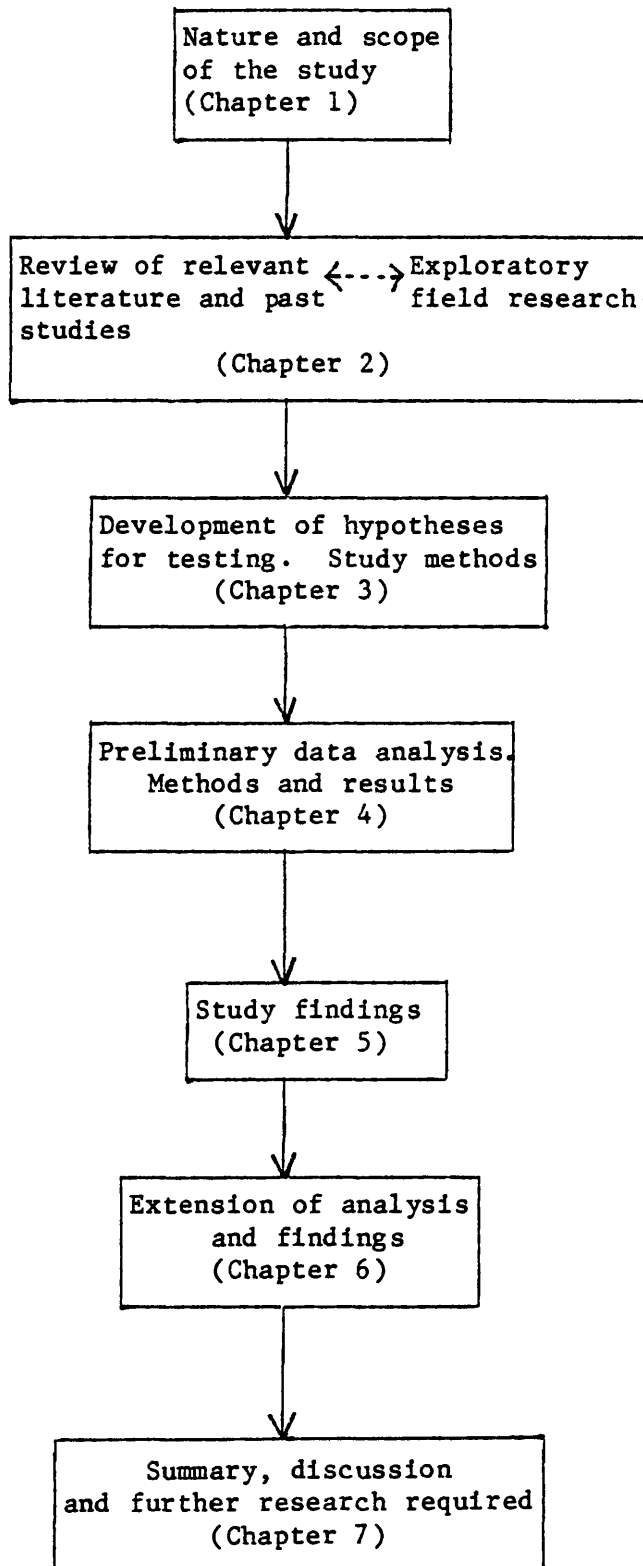 Nature and scope
of the study
(Chapter 1)
Review of relevant
literature and past
studies
Exploratory
field research
(Chapter 2)
Development of hypotheses
for testing. Study methods
(Chapter 3)
Preliminary data analysis.
Methods and results
(Chapter 4)
Study findings
(Chapter 5)
Extension of analysis
and findings
(Chapter 6)
Summary, discussion
and further research required
(Chapter 7)